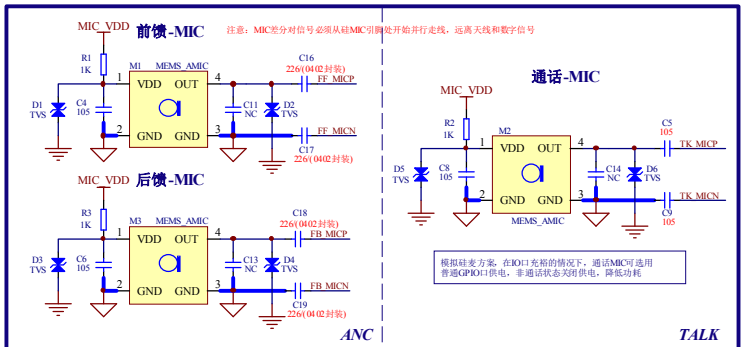 MIC_VDD
前馈-MIC
注意：MIC差分对信号必须从硅MIC引脚处开始并行走线，远离天线和数字信号
R1
1K
M1
MEMS_AMIC
C16
226/(0402封装)
FF_MICP
1
VDD
OUT
4
D1
TVS
C4
105
C11
NC
D2
TVS
2
GND
GND
3
FF_MICN
C17
226/(0402封装)
MIC_VDD
后馈-MIC
R3
1K
M3
MEMS_AMIC
C18
226/(0402封装)
FB_MICP
1
VDD
OUT
4
D3
TVS
C6
105
C13
NC
D4
TVS
2
GND
GND
3
FB_MICN
C19
226/(0402封装)
ANC
通话-MIC
MIC_VDD
R2
1K
M2
C5
105
TK_MICP
1
VDD
OUT
4
D5
TVS
C8
105
C14
NC
D6
TVS
2
GND
GND
3
TK_MICN
MEMS_AMIC
C9
105
模拟硅麦方案，在IO口充裕的情况下，通话MIC可选用
普通GPIO口供电，非通话状态关闭供电，降低功耗
TALK